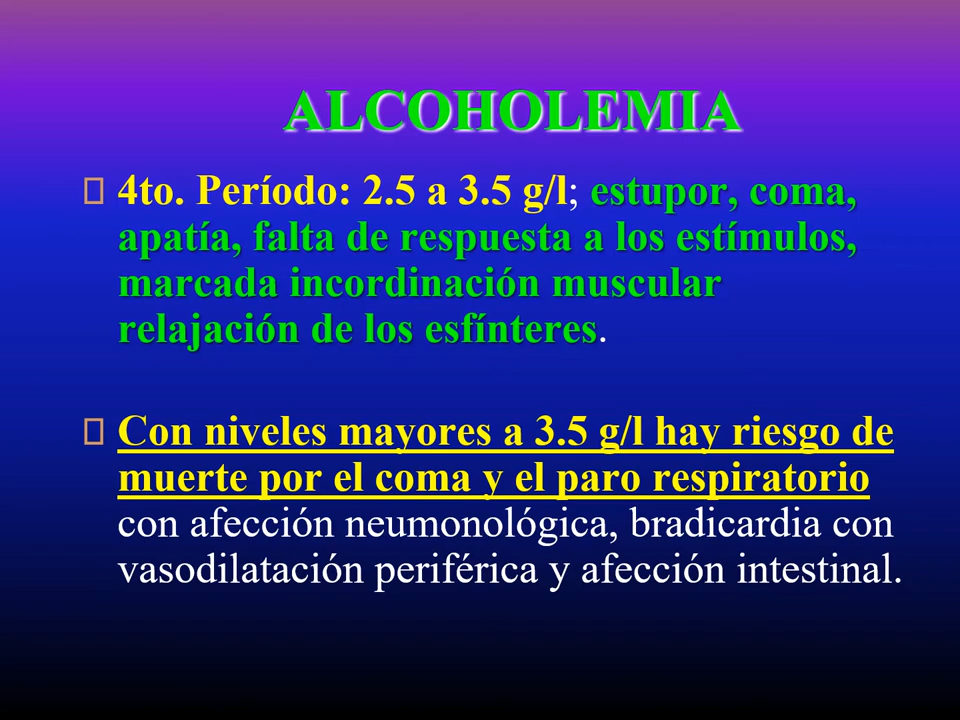 ALCOHOLEMIA
4to. Período: 2.5 a 3.5 g/l; estupor, coma,
apatía, falta de respuesta a los estímulos,
marcada incordinación muscular
relajación de los esfínteres.
Con niveles mayores a 3.5 g/l hay riesgo de
muerte por el coma y el paro respiratorio
con afección neumonológica, bradicardia con
vasodilatación periférica y afección intestinal.